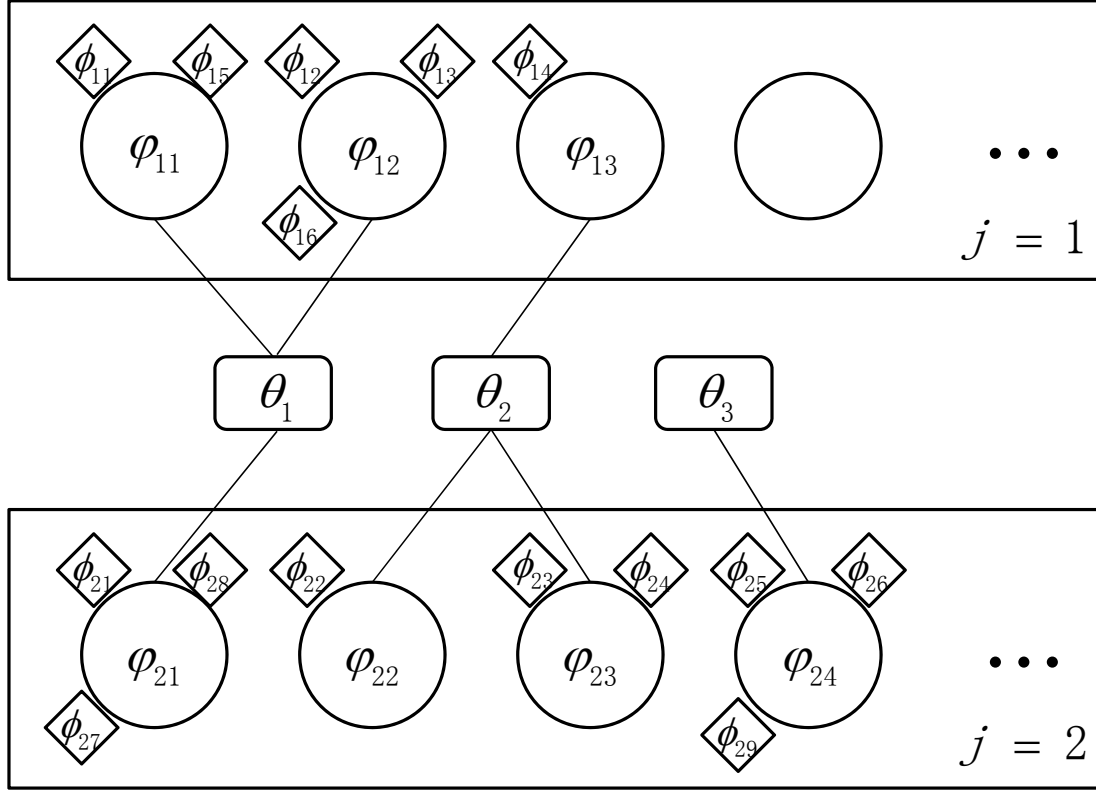 ϕ11 ϕ15 ϕ12 ϕ13 ϕ14
φ11 φ12 φ13 ...
ϕ16
j = 1
θ1 θ2 θ3
ϕ21 ϕ28 ϕ22 ϕ23 ϕ24 ϕ25 ϕ26
φ21 φ22 φ23 φ24 ...
ϕ27 ϕ29
j = 2